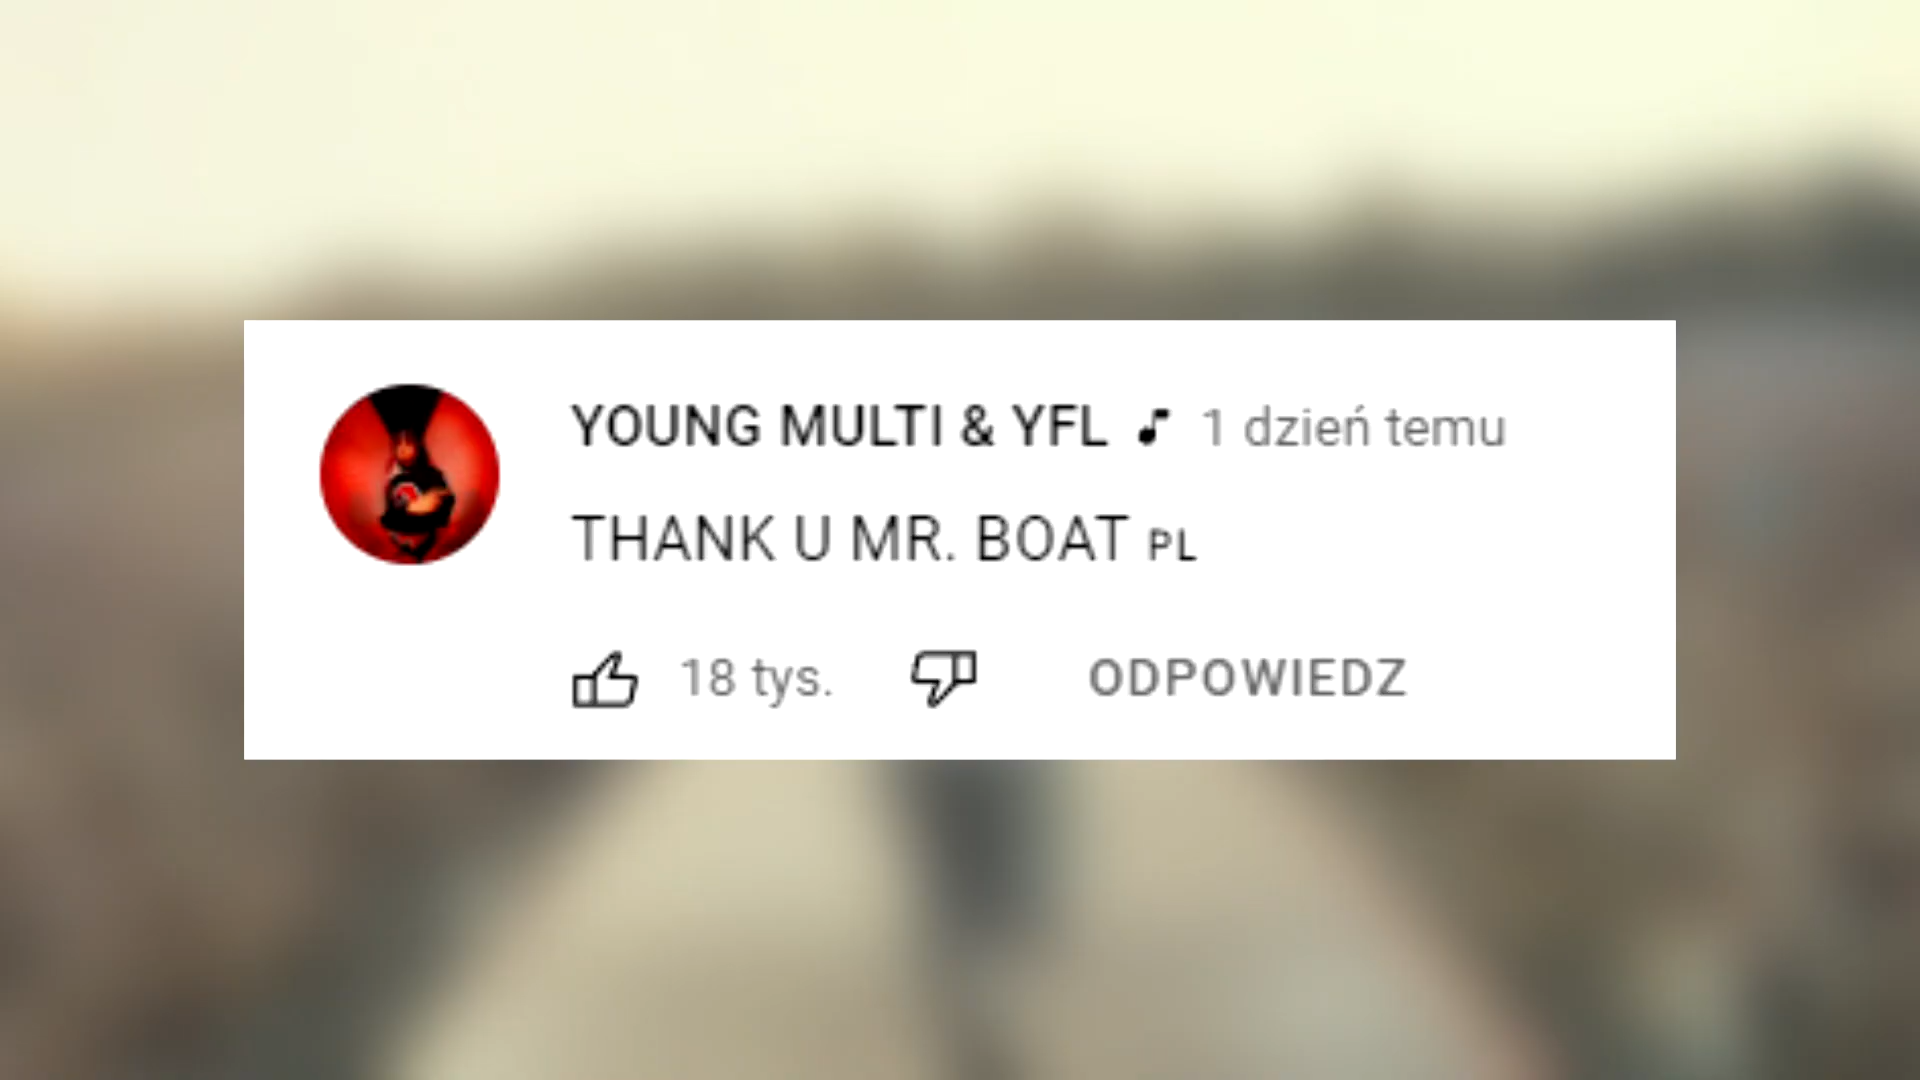 YOUNG MULTI & YFL ♪ 1 dzień temu
THANK U MR. BOAT PL
18 tys. ODPOWIEDZ